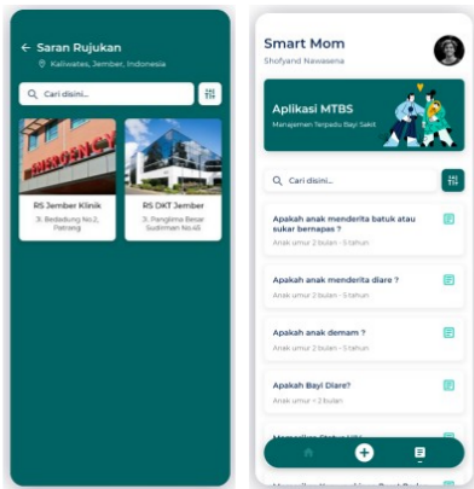 Saran Rujukan
Kaliwates, Jember, Indonesia
Cari disini...
EMERGENCY
RS Jember Klinik
Jl. Bedadung No.2,
Patrang
RS DKT Jember
Jl. Panglima Besar
Sudirman No.45
Smart Mom
Shofyand Nawasena
Aplikasi MTBS
Manajemen Terpadu Bayi Sakit
Cari disini...
Apakah anak menderita batuk atau
sukar bernapas ?
Anak umur 2 bulan - 5 tahun
Apakah anak menderita diare ?
Anak umur 2 bulan - 5 tahun
Apakah anak demam ?
Anak umur 2 bulan - 5 tahun
Apakah Bayi Diare?
Anak umur < 2 bulan